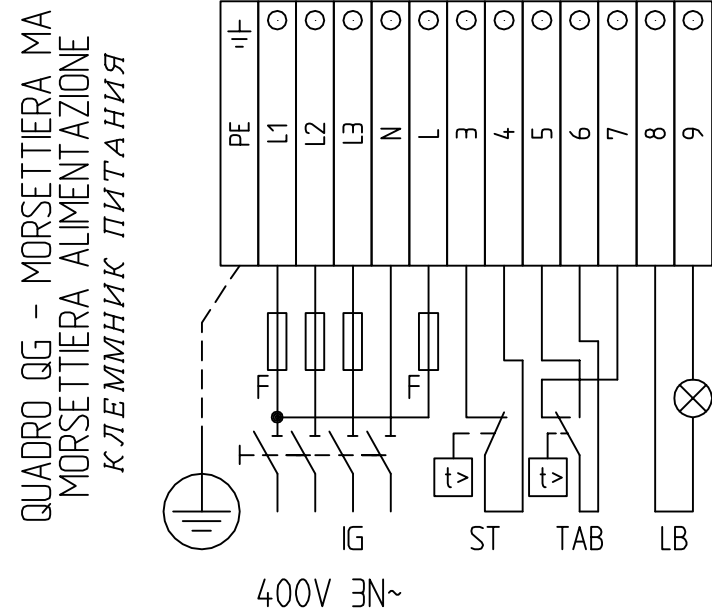 QUADRO QG - MORSETTIERA MA
MORSETTIERA ALIMENTAZIONE
КЛЕММНИК ПИТАНИЯ
PE L1 L2 L3 N L 3 4 5 6 7 8 9
F F
t> t>
IG ST TAB LB
400V 3N~